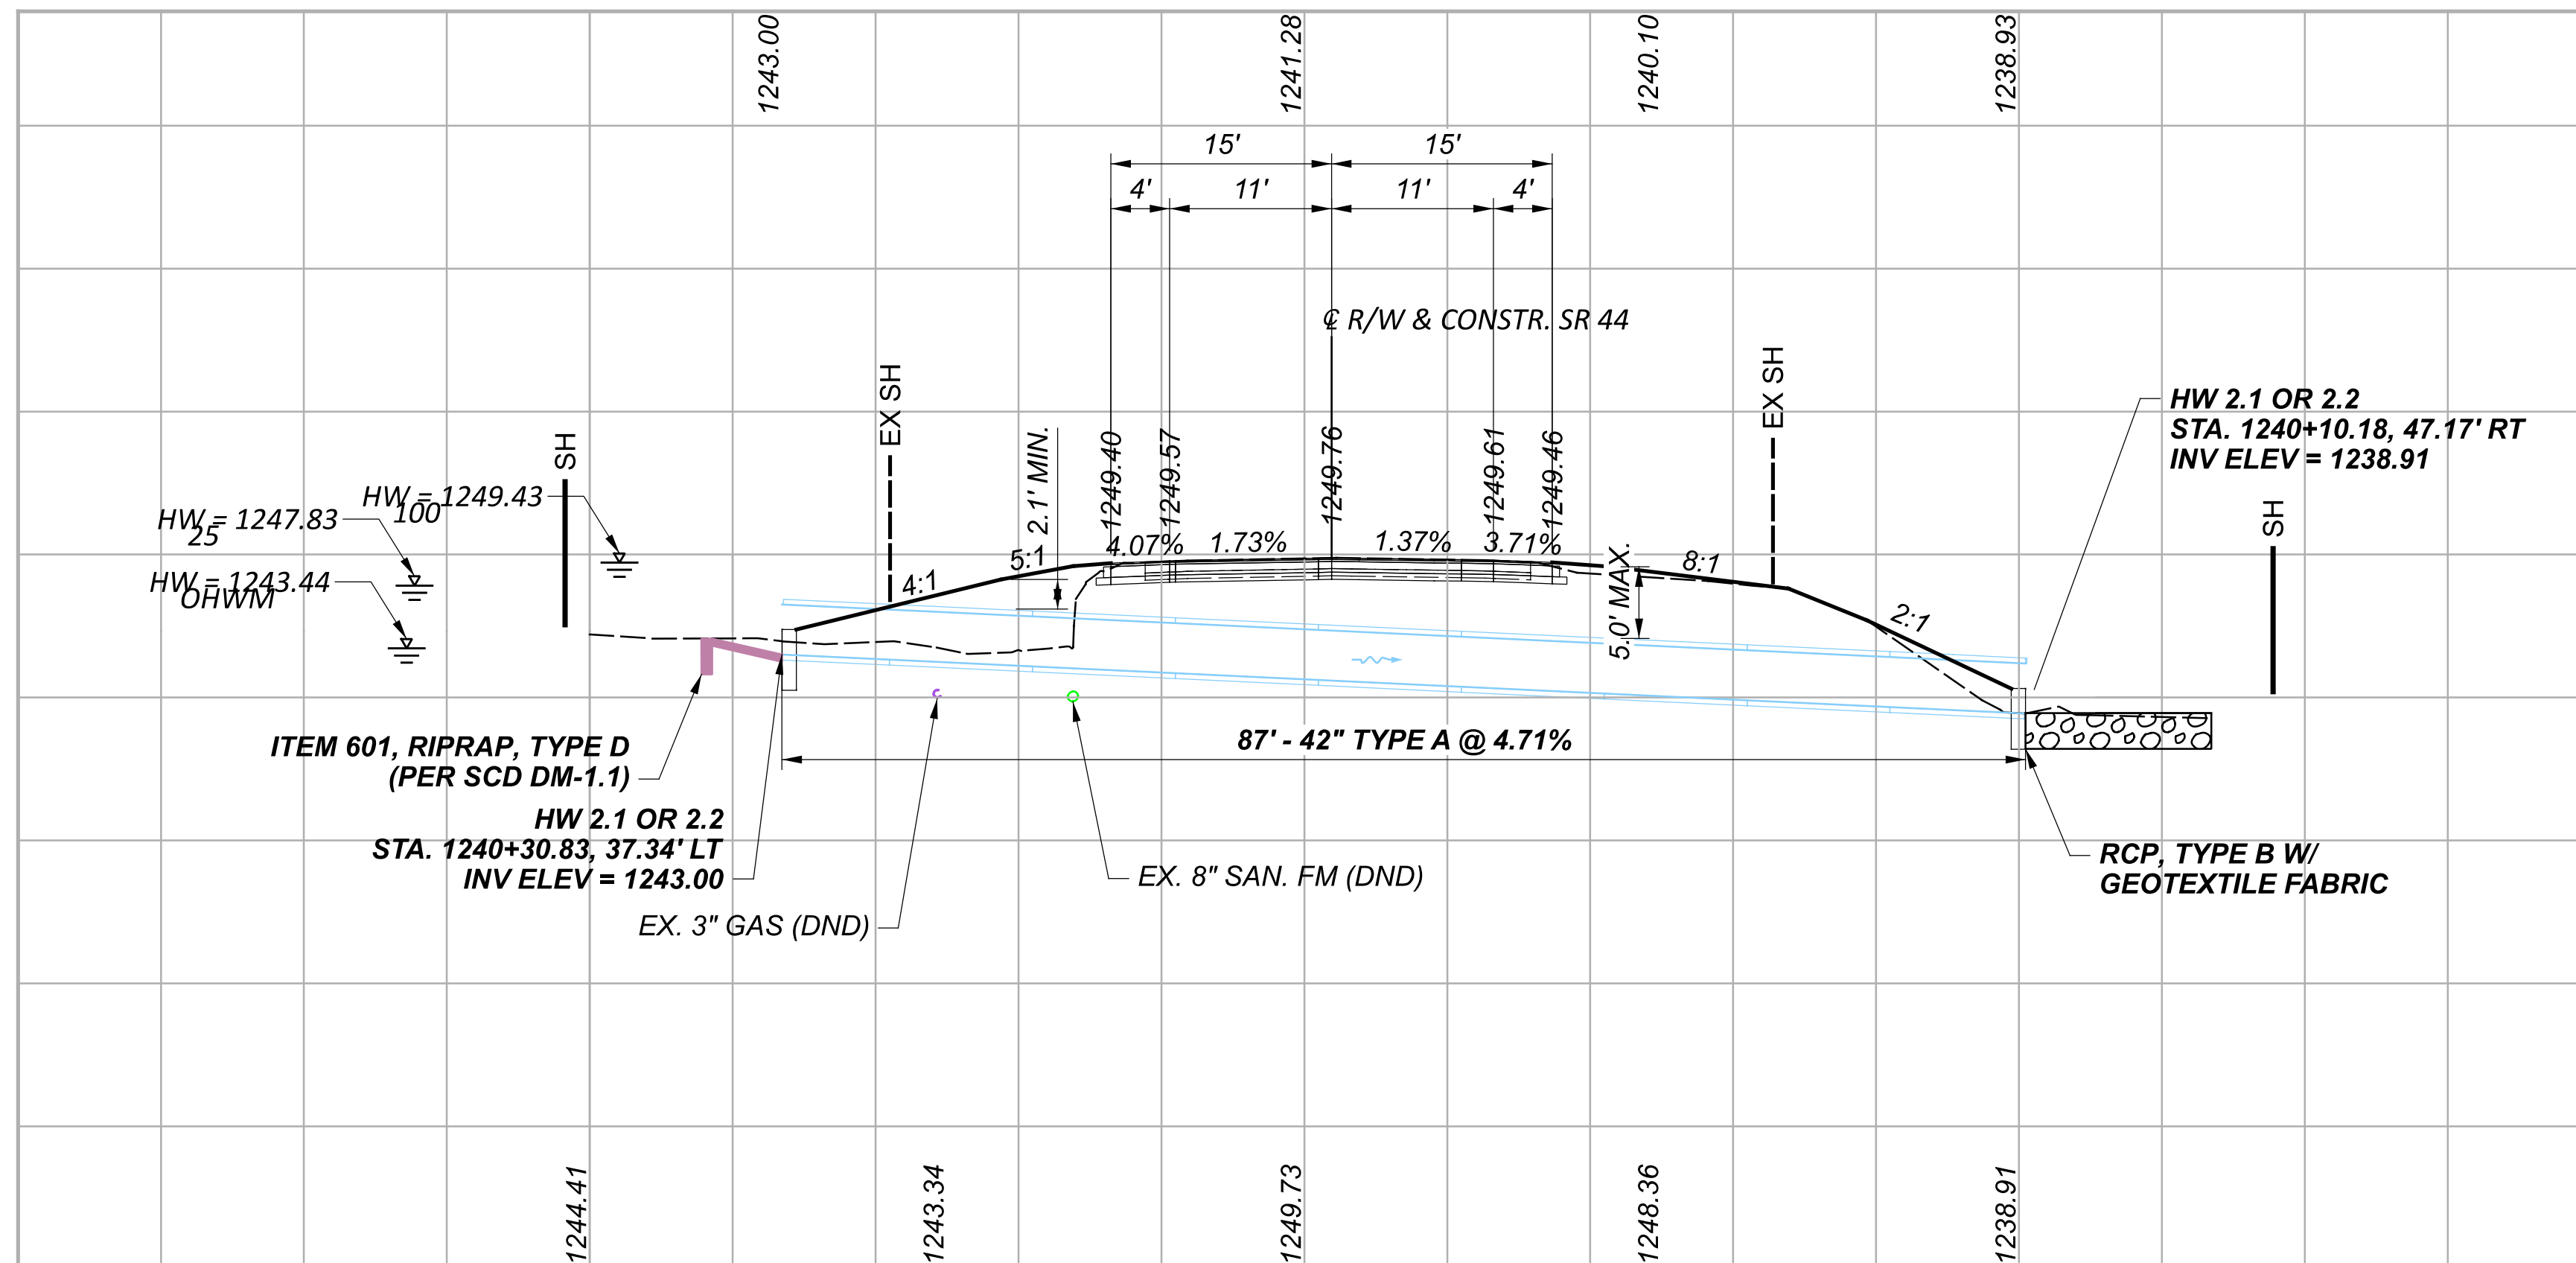 1243.00
1241.28
1240.10
1238.93
15'
15'
4'
11'
11'
4'
℄ R/W & CONSTR. SR 44
EX SH
EX SH
SH
SH
HW 2.1 OR 2.2
STA. 1240+10.18, 47.17' RT
INV ELEV = 1238.91
HW = 1249.43
100
HW = 1247.83
25
HW = 1243.44
OHWM
2.1' MIN.
1249.40
1249.57
1249.76
1249.61
1249.46
4:1
5:1
4.07%
1.73%
1.37%
3.71%
5.0' MAX.
8:1
2:1
87' - 42" TYPE A @ 4.71%
ITEM 601, RIPRAP, TYPE D
(PER SCD DM-1.1)
HW 2.1 OR 2.2
STA. 1240+30.83, 37.34' LT
INV ELEV = 1243.00
EX. 3" GAS (DND)
EX. 8" SAN. FM (DND)
RCP, TYPE B W/
GEOTEXTILE FABRIC
1244.41
1243.34
1249.73
1248.36
1238.91